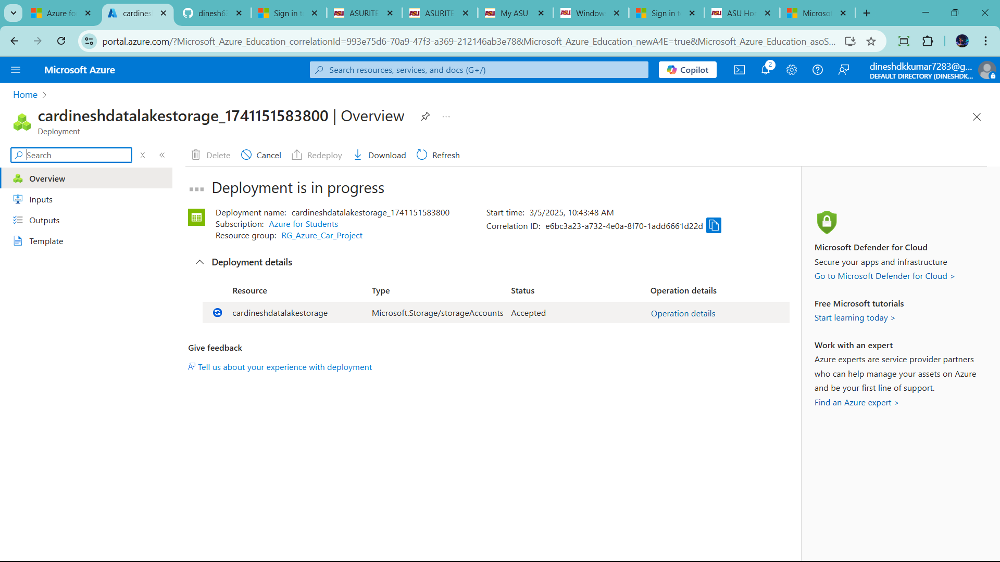 Azure fo
cardines
dinesh63
Sign in t
ASURITE
ASURITE
My ASU
Window
Sign in t
ASU Hor
Microsof
portal.azure.com/?Microsoft_Azure_Education_correlationId=993e75d6-70a9-47f3-a369-212146ab3e78&Microsoft_Azure_Education_newA4E=true&Microsoft_Azure_Education_asoS...
Microsoft Azure
Search resources, services, and docs (G+/)
Copilot
2
dineshdkkumar7283@g...
DEFAULT DIRECTORY (DINESHDK...
Home
cardineshdatalakestorage_1741151583800 | Overview
Deployment
Search
Delete
Cancel
Redeploy
Download
Refresh
Overview
Inputs
Outputs
Template
Deployment is in progress
Deployment name: cardineshdatalakestorage_1741151583800
Subscription: Azure for Students
Resource group: RG_Azure_Car_Project
Start time: 3/5/2025, 10:43:48 AM
Correlation ID: e6bc3a23-a732-4e0a-8f70-1add6661d22d
Deployment details
Resource Type Status Operation details
cardineshdatalakestorage Microsoft.Storage/storageAccounts Accepted Operation details
Give feedback
Tell us about your experience with deployment
Microsoft Defender for Cloud
Secure your apps and infrastructure
Go to Microsoft Defender for Cloud >
Free Microsoft tutorials
Start learning today >
Work with an expert
Azure experts are service provider partners
who can help manage your assets on Azure
and be your first line of support.
Find an Azure expert >